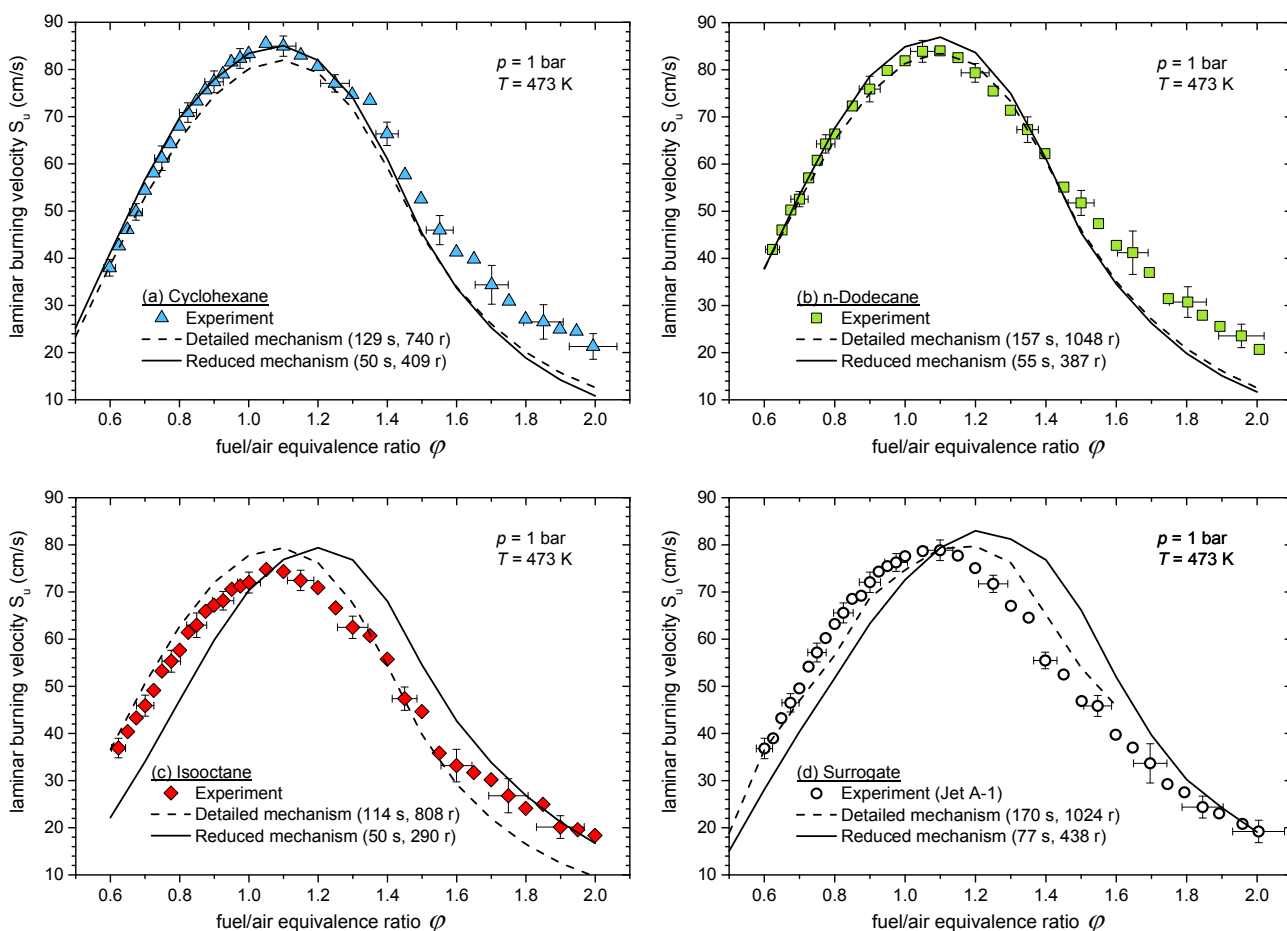 90
80
70
60
50
40
30
20
10
laminar burning velocity S_u (cm/s)
p = 1 bar
T = 473 K
(a) Cyclohexane
Experiment
Detailed mechanism (129 s, 740 r)
Reduced mechanism (50 s, 409 r)
0.6 0.8 1.0 1.2 1.4 1.6 1.8 2.0
fuel/air equivalence ratio φ
90
80
70
60
50
40
30
20
10
laminar burning velocity S_u (cm/s)
p = 1 bar
T = 473 K
(b) n-Dodecane
Experiment
Detailed mechanism (157 s, 1048 r)
Reduced mechanism (55 s, 387 r)
0.6 0.8 1.0 1.2 1.4 1.6 1.8 2.0
fuel/air equivalence ratio φ
90
80
70
60
50
40
30
20
10
laminar burning velocity S_u (cm/s)
p = 1 bar
T = 473 K
(c) Isooctane
Experiment
Detailed mechanism (114 s, 808 r)
Reduced mechanism (50 s, 290 r)
0.6 0.8 1.0 1.2 1.4 1.6 1.8 2.0
fuel/air equivalence ratio φ
90
80
70
60
50
40
30
20
10
laminar burning velocity S_u (cm/s)
p = 1 bar
T = 473 K
(d) Surrogate
Experiment (Jet A-1)
Detailed mechanism (170 s, 1024 r)
Reduced mechanism (77 s, 438 r)
0.6 0.8 1.0 1.2 1.4 1.6 1.8 2.0
fuel/air equivalence ratio φ